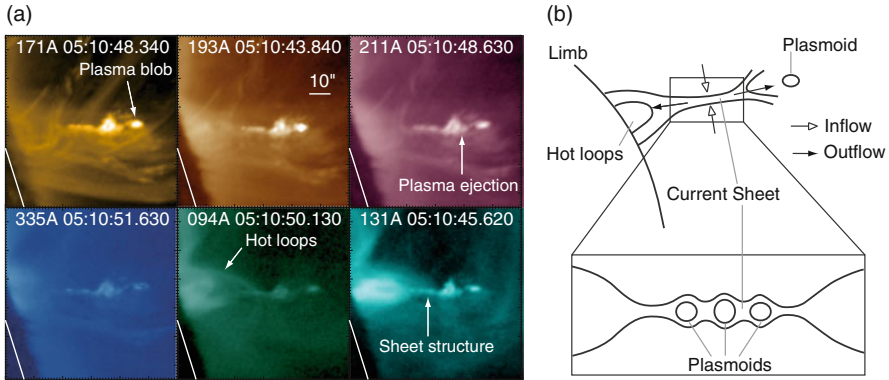 (a)
171A 05:10:48.340
Plasma blob
193A 05:10:43.840
10"
211A 05:10:48.630
Plasma ejection
335A 05:10:51.630
094A 05:10:50.130
Hot loops
131A 05:10:45.620
Sheet structure
(b)
Limb
Plasmoid
Inflow
Outflow
Hot loops
Current Sheet
Plasmoids